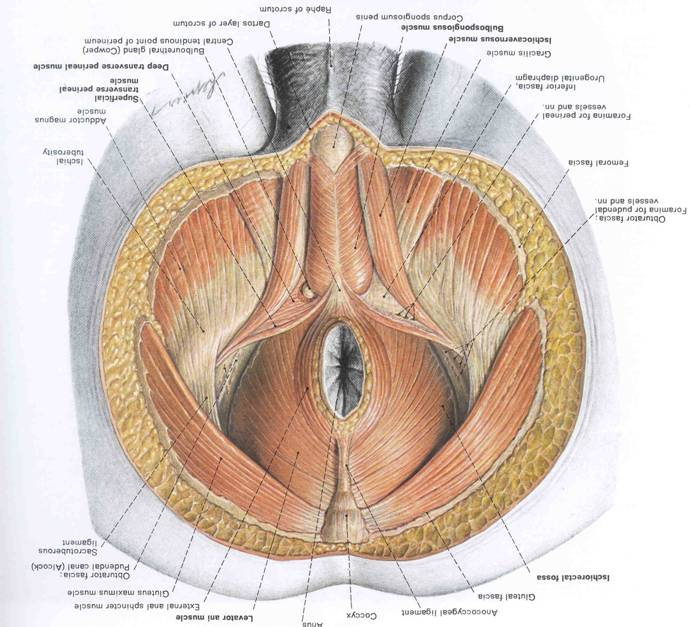 Ischiorectal fossa
Gluteal fascia
Anococcygeal ligament
Coccyx
Anus
Levator ani muscle
External anal sphincter muscle
Gluteus maximus muscle
Obturator fascia:
Pudendal canal (Alcock)
Sacrotuberous
ligament
Obturator fascia:
Foramina for pudendal
vessels and nn.
Femoral fascia
Foramina for perineal
vessels and nn.
Inferior fascia,
Urogenital diaphragm
Gracilis muscle
Ischiocavernosus muscle
Bulbospongiosus muscle
Corpus spongiosum penis
Raphé of scrotum
Dartos layer of scrotum
Central tendinous point of perineum
Bulbourethral gland (Cowper)
Deep transverse perineal muscle
Superficial
transverse perineal
muscle
Adductor magnus
muscle
Ischial
tuberosity